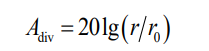 A_div = 20lg(r/r_0)